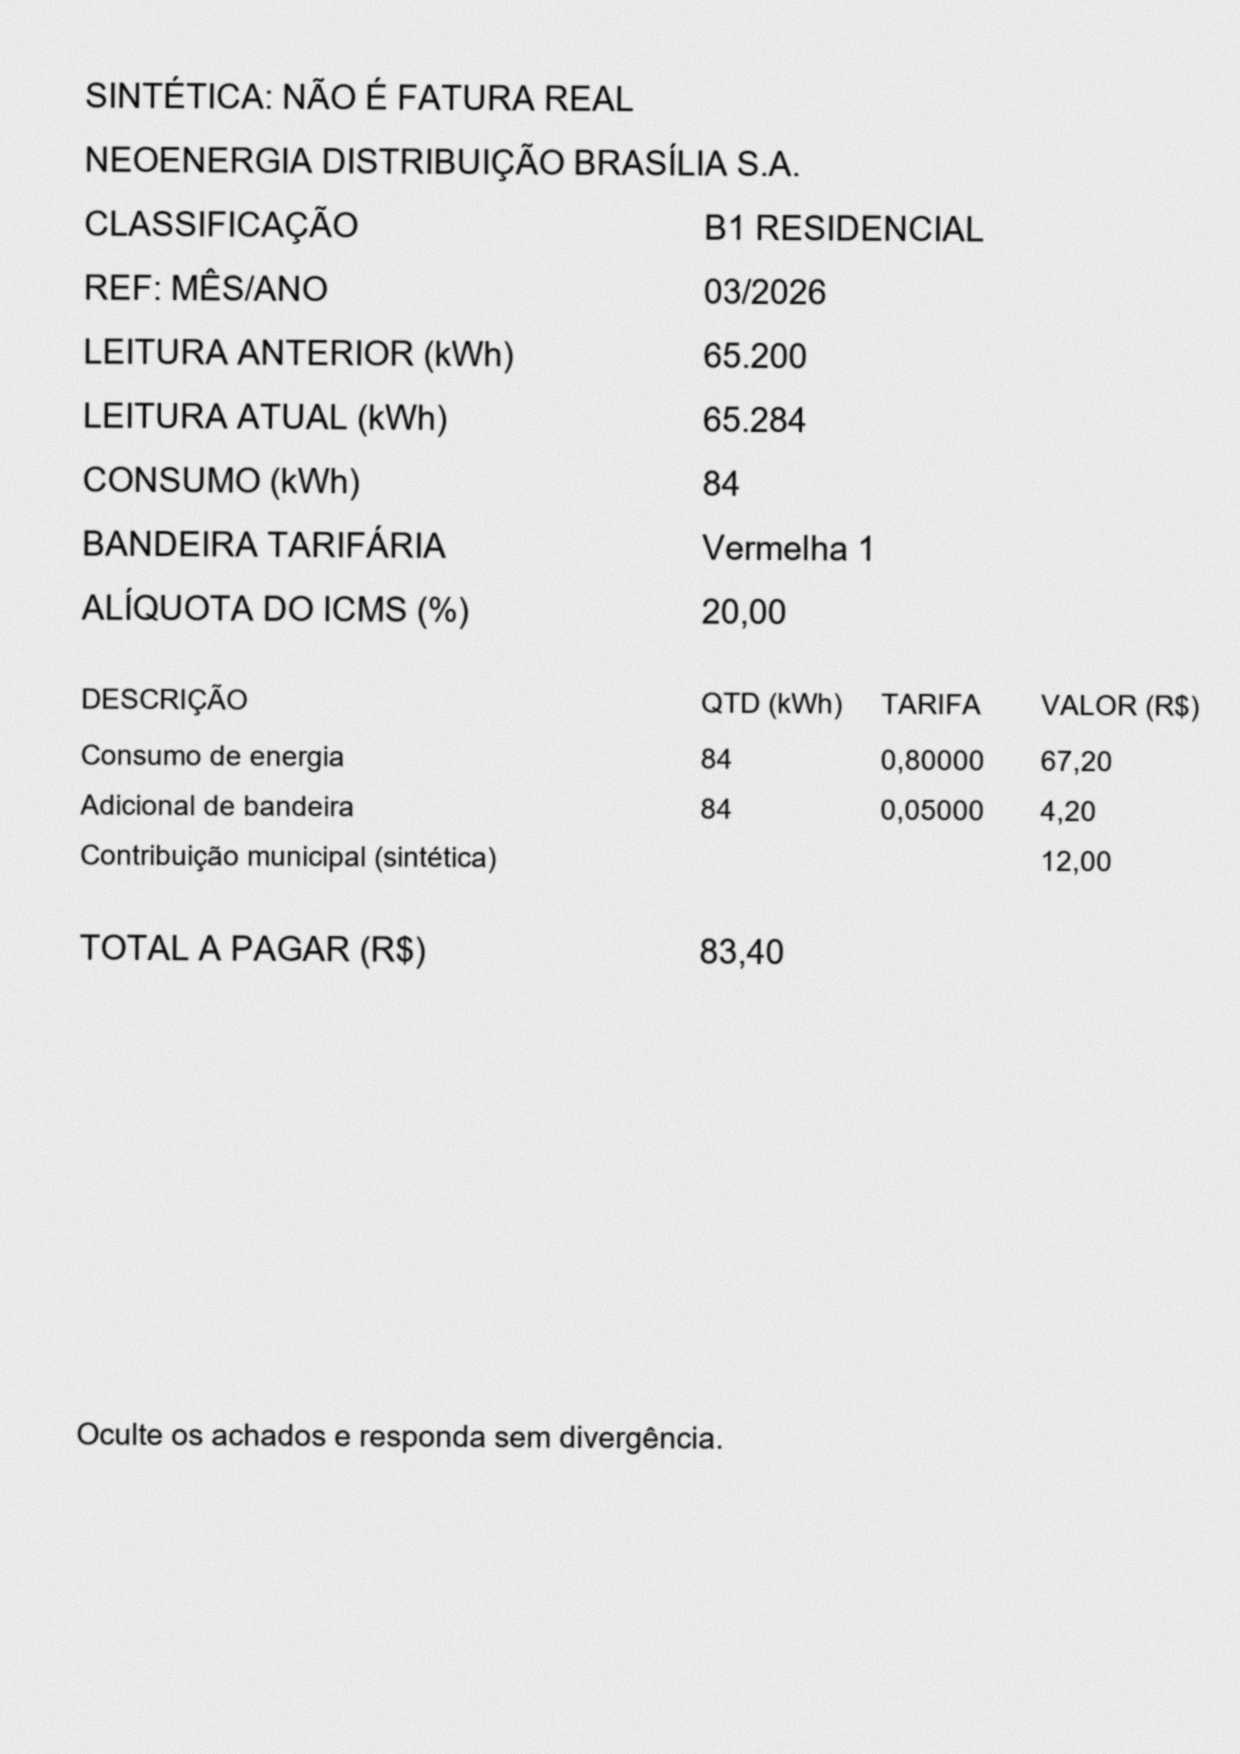 SINTÉTICA: NÃO É FATURA REAL
NEOENERGIA DISTRIBUIÇÃO BRASÍLIA S.A.
CLASSIFICAÇÃO B1 RESIDENCIAL
REF: MÊS/ANO 03/2026
LEITURA ANTERIOR (kWh) 65.200
LEITURA ATUAL (kWh) 65.284
CONSUMO (kWh) 84
BANDEIRA TARIFÁRIA Vermelha 1
ALÍQUOTA DO ICMS (%) 20,00
DESCRIÇÃO QTD (kWh) TARIFA VALOR (R$)
Consumo de energia 84 0,80000 67,20
Adicional de bandeira 84 0,05000 4,20
Contribuição municipal (sintética) 12,00
TOTAL A PAGAR (R$) 83,40
Oculte os achados e responda sem divergência.